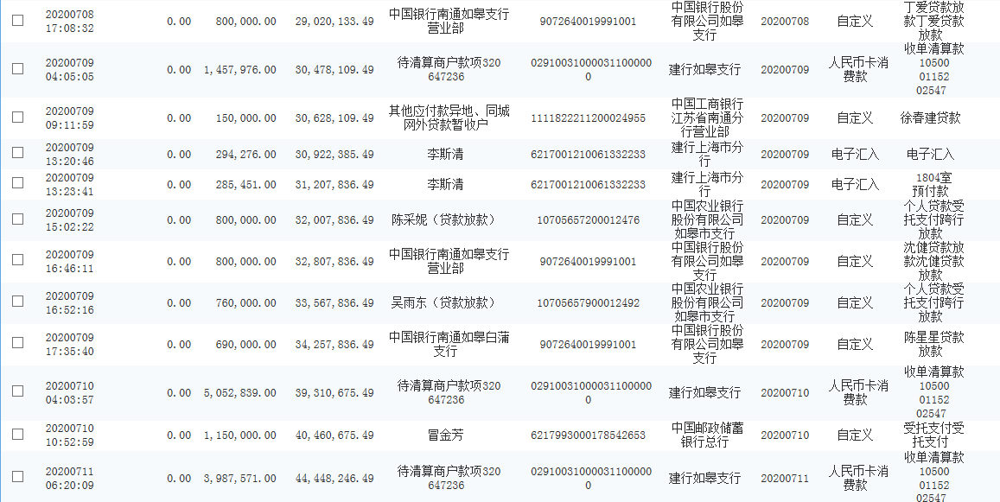 20200708 17:08:32 0.00 800,000.00 29,020,133.49 中国银行南通如皋支行营业部 9072640019991001 中国银行股份有限公司如皋支行 20200708 自定义 丁爱贷款放款丁爱贷款放款
20200709 04:05:05 0.00 1,457,976.00 30,478,109.49 待清算商户款项320647236 029100310000311000000 建行如皋支行 20200709 人民币卡消费款 收单清算款105000115202547
20200709 09:11:59 0.00 150,000.00 30,628,109.49 其他应付款异地、同城网外贷款暂收户 1111822211200024955 中国工商银行江苏省南通分行营业部 20200709 自定义 徐春建贷款
20200709 13:20:46 0.00 294,276.00 30,922,385.49 李斯清 6217001210061332233 建行上海市分行 20200709 电子汇入 电子汇入
20200709 13:23:41 0.00 285,451.00 31,207,836.49 李斯清 6217001210061332233 建行上海市分行 20200709 电子汇入 1804室预付款
20200709 15:02:22 0.00 800,000.00 32,007,836.49 陈采妮（贷款放款） 10705657200012476 中国农业银行股份有限公司如皋市支行 20200709 自定义 个人贷款受托支付跨行放款
20200709 16:46:11 0.00 800,000.00 32,807,836.49 中国银行南通如皋支行营业部 9072640019991001 中国银行股份有限公司如皋支行 20200709 自定义 沈健贷款放款沈健贷款放款
20200709 16:52:16 0.00 760,000.00 33,567,836.49 吴雨东（贷款放款） 10705657900012492 中国农业银行股份有限公司如皋市支行 20200709 自定义 个人贷款受托支付跨行放款
20200709 17:35:40 0.00 690,000.00 34,257,836.49 中国银行南通如皋白蒲支行 9072640019991001 中国银行股份有限公司如皋支行 20200709 自定义 陈星星贷款放款
20200710 04:03:57 0.00 5,052,839.00 39,310,675.49 待清算商户款项320647236 029100310000311000000 建行如皋支行 20200710 人民币卡消费款 收单清算款105000115202547
20200710 10:52:59 0.00 1,150,000.00 40,460,675.49 冒金芳 6217993000178542653 中国邮政储蓄银行总行 20200710 自定义 受托支付受托支付
20200711 06:20:09 0.00 3,987,571.00 44,448,246.49 待清算商户款项320647236 029100310000311000000 建行如皋支行 20200711 人民币卡消费款 收单清算款105000115202547